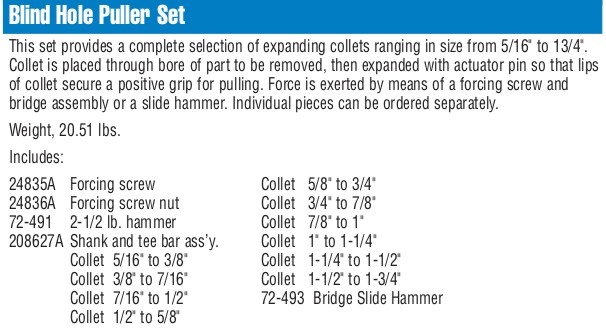 Blind Hole Puller Set
This set provides a complete selection of expanding collets ranging in size from 5/16" to 13/4".
Collet is placed through bore of part to be removed, then expanded with actuator pin so that lips
of collet secure a positive grip for pulling. Force is exerted by means of a forcing screw and
bridge assembly or a slide hammer. Individual pieces can be ordered separately.
Weight, 20.51 lbs.
Includes:
24835A Forcing screw
24836A Forcing screw nut
72-491 2-1/2 lb. hammer
208627A Shank and tee bar ass'y.
Collet 5/16" to 3/8"
Collet 3/8" to 7/16"
Collet 7/16" to 1/2"
Collet 1/2" to 5/8"
Collet 5/8" to 3/4"
Collet 3/4" to 7/8"
Collet 7/8" to 1"
Collet 1" to 1-1/4"
Collet 1-1/4" to 1-1/2"
Collet 1-1/2" to 1-3/4"
72-493 Bridge Slide Hammer